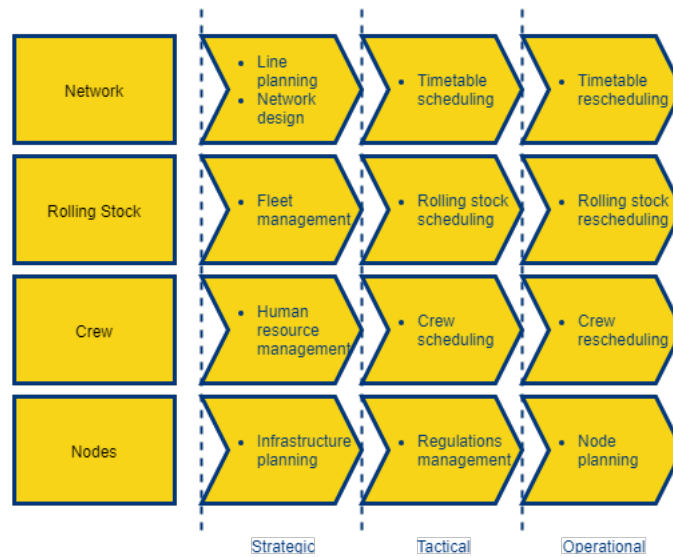 Network
• Line
planning
• Network
design
• Timetable
scheduling
• Timetable
rescheduling
Rolling Stock
• Fleet
management
• Rolling stock
scheduling
• Rolling stock
rescheduling
Crew
• Human
resource
management
• Crew
scheduling
• Crew
rescheduling
Nodes
• Infrastructure
planning
• Regulations
management
• Node
planning
Strategic
Tactical
Operational